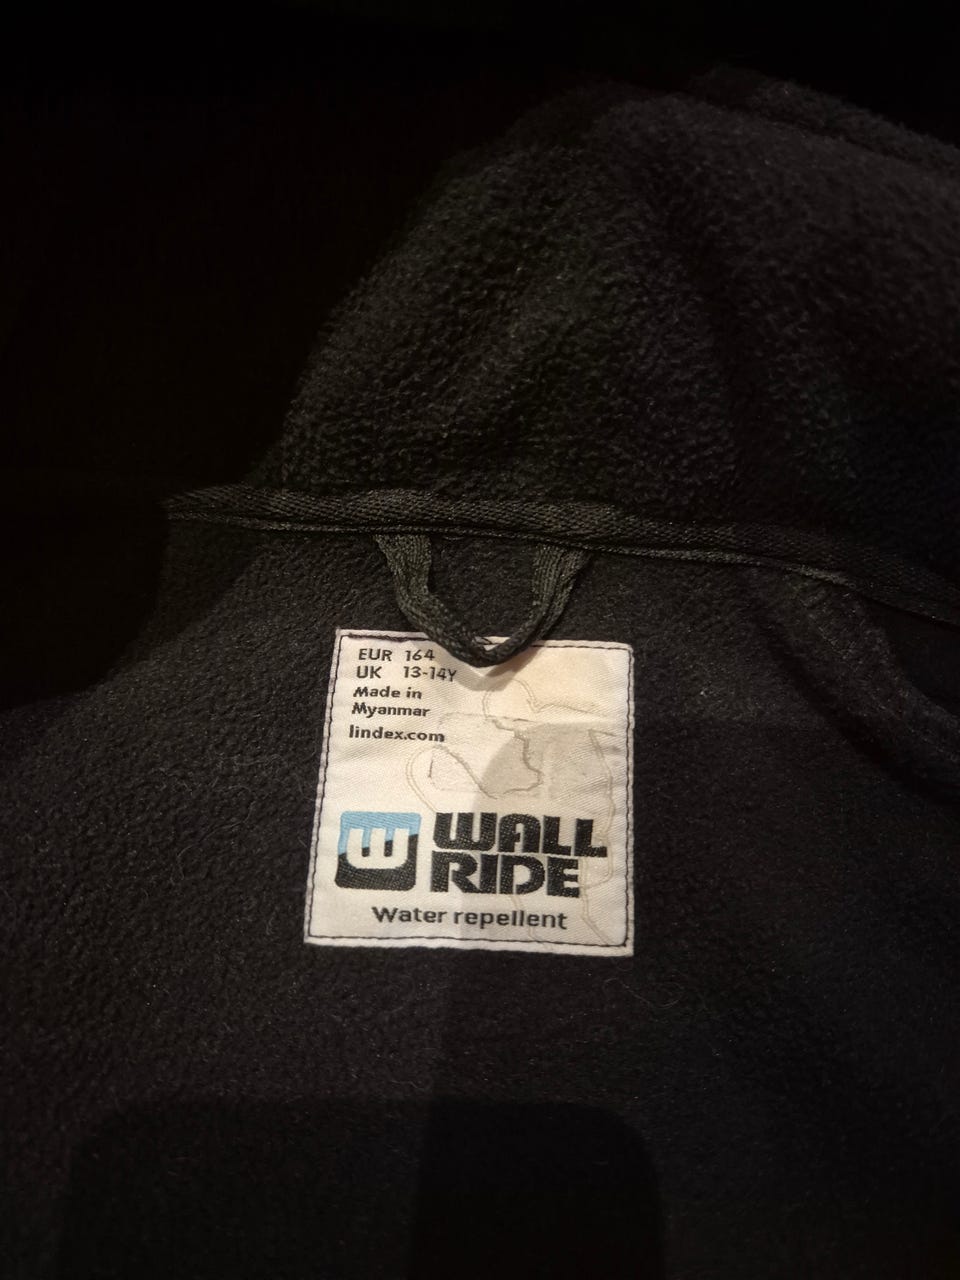 EUR 164
UK 13-14Y
Made in
Myanmar
lindex.com
WALL
RIDE
Water repellent